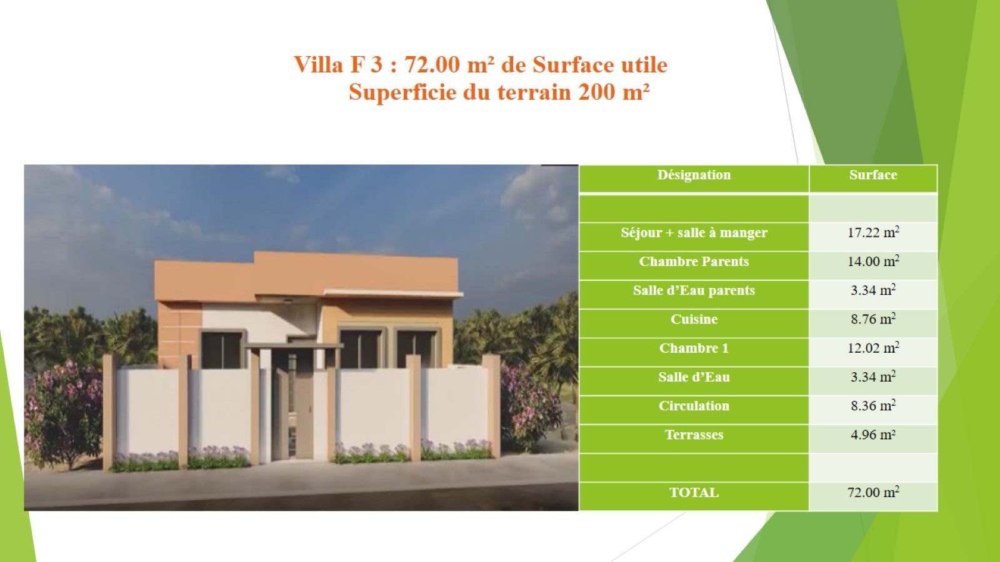 Villa F 3 : 72.00 m² de Surface utile
Superficie du terrain 200 m²
Désignation Surface
Séjour + salle à manger 17.22 m²
Chambre Parents 14.00 m²
Salle d’Eau parents 3.34 m²
Cuisine 8.76 m²
Chambre 1 12.02 m²
Salle d’Eau 3.34 m²
Circulation 8.36 m²
Terrasses 4.96 m²
TOTAL 72.00 m²